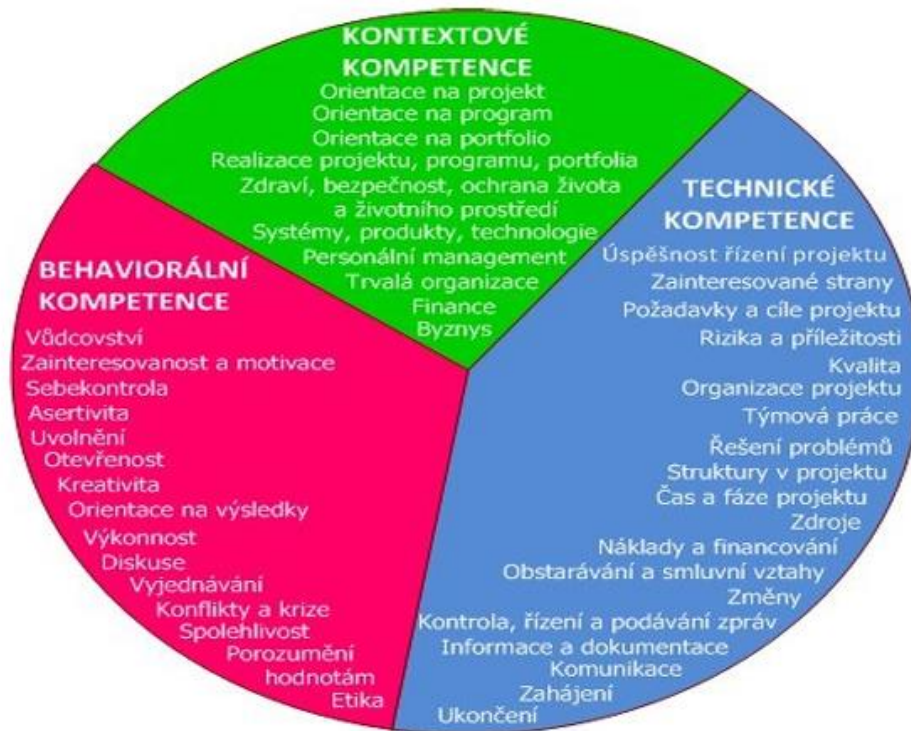 KONTEXTOVÉ
KOMPETENCE
Orientace na projekt
Orientace na program
Orientace na portfolio
Realizace projektu, programu, portfolia
Zdraví, bezpečnost, ochrana života
a životního prostředí
Systémy, produkty, technologie
Personální management
Trvalá organizace
Finance
Byznys
TECHNICKÉ
KOMPETENCE
Úspěšnost řízení projektu
Zainteresované strany
Požadavky a cíle projektu
Rizika a příležitosti
Kvalita
Organizace projektu
Týmová práce
Řešení problémů
Struktury v projektu
Čas a fáze projektu
Zdroje
Náklady a financování
Obstarávání a smluvní vztahy
Změny
Kontrola, řízení a podávání zpráv
Informace a dokumentace
Komunikace
Zahájení
Ukončení
BEHAVIORÁLNÍ
KOMPETENCE
Vůdcovství
Zainteresovanost a motivace
Sebekontrola
Asertivita
Uvolnění
Otevřenost
Kreativita
Orientace na výsledky
Výkonnost
Diskuse
Vyjednávání
Konflikty a krize
Spolehlivost
Porozumění
hodnotám
Etika